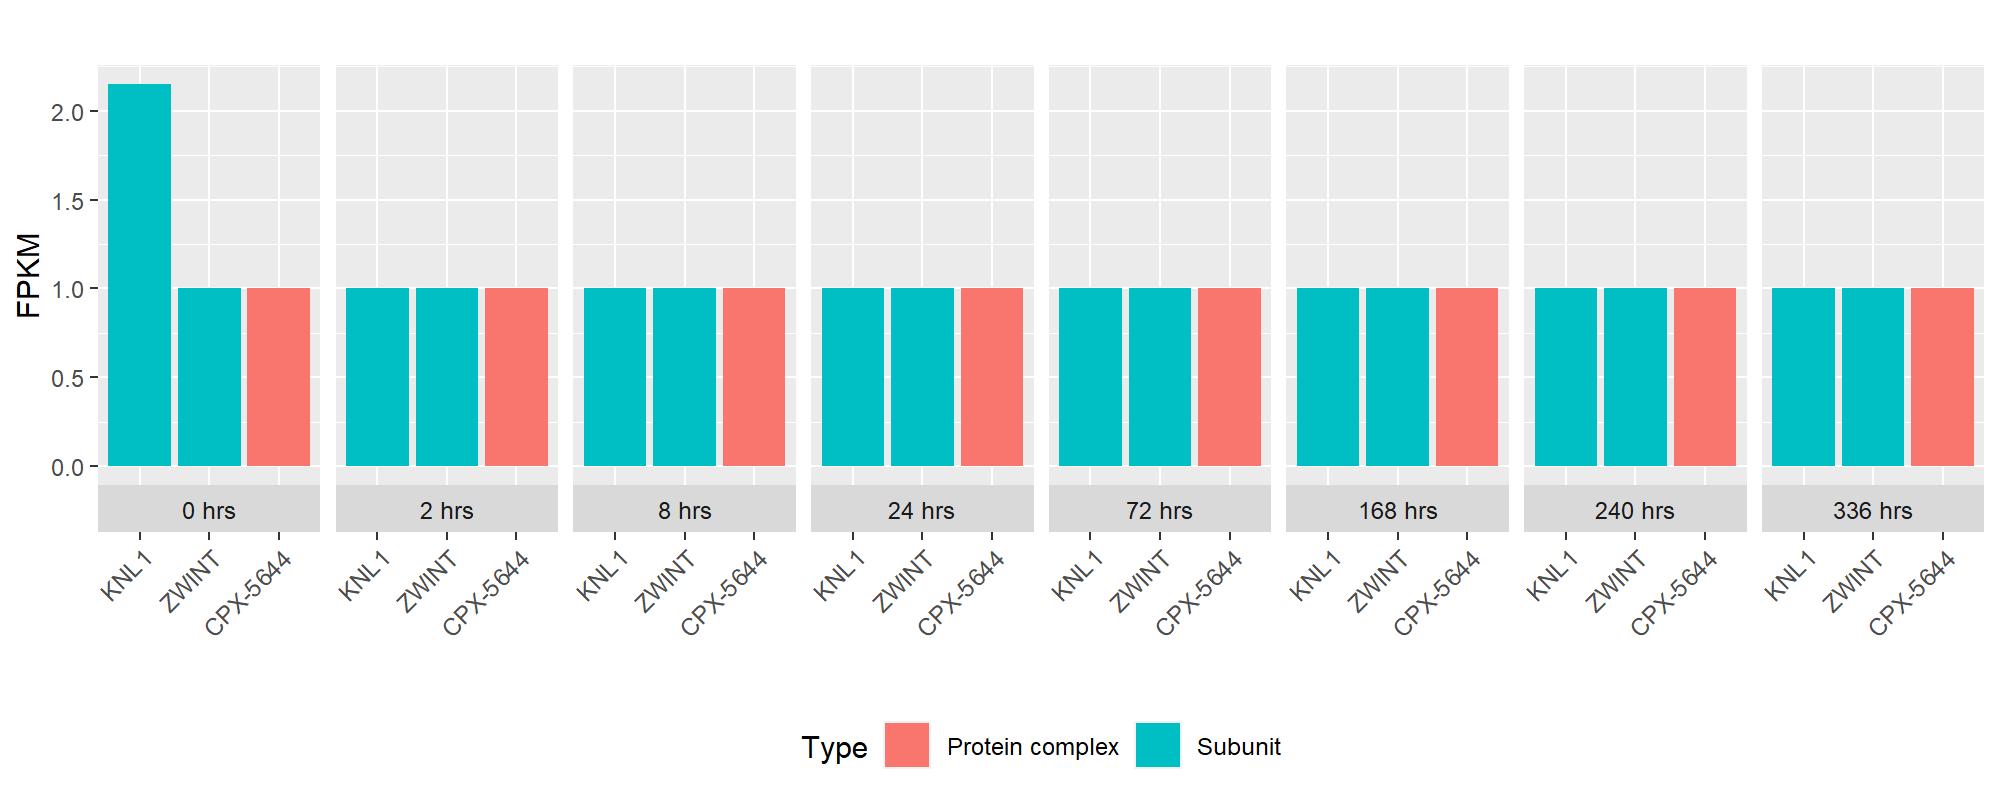 FPKM
2.0
1.5
1.0
0.5
0.0
0 hrs 2 hrs 8 hrs 24 hrs 72 hrs 168 hrs 240 hrs 336 hrs
KNL1 ZWINT CPX-5644 KNL1 ZWINT CPX-5644 KNL1 ZWINT CPX-5644 KNL1 ZWINT CPX-5644 KNL1 ZWINT CPX-5644 KNL1 ZWINT CPX-5644 KNL1 ZWINT CPX-5644 KNL1 ZWINT CPX-5644
Type Protein complex Subunit